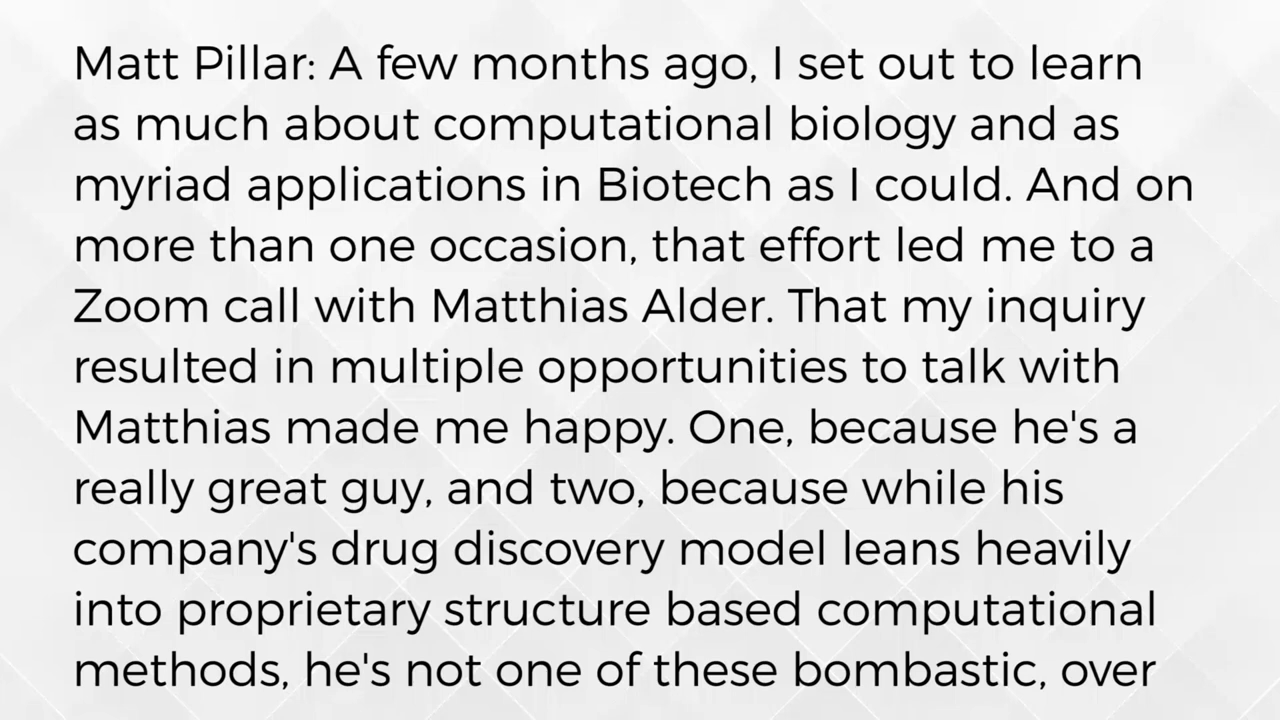 Matt Pillar: A few months ago, I set out to learn
as much about computational biology and as
myriad applications in Biotech as I could. And on
more than one occasion, that effort led me to a
Zoom call with Matthias Alder. That my inquiry
resulted in multiple opportunities to talk with
Matthias made me happy. One, because he's a
really great guy, and two, because while his
company's drug discovery model leans heavily
into proprietary structure based computational
methods, he's not one of these bombastic, over